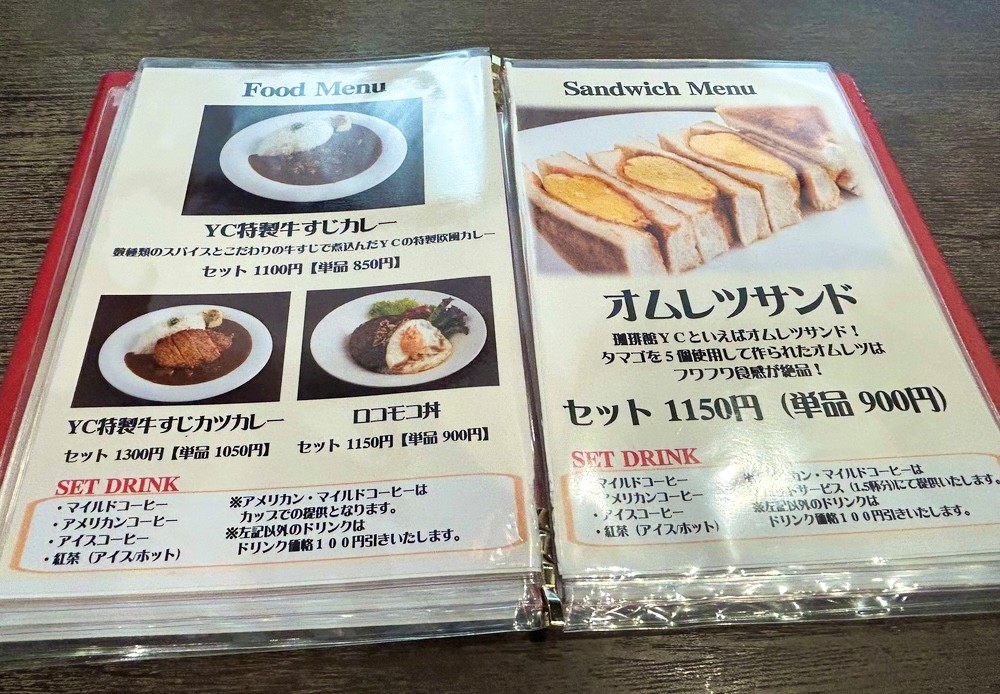 Food Menu
YC特製牛すじカレー
数種類のスパイスとこだわりの牛すじで煮込んだYCの特製欧風カレー
セット 1100円【単品 850円】
YC特製牛すじカツカレー
セット 1300円【単品 1050円】
ロコモコ丼
セット 1150円【単品 900円】
SET DRINK
・マイルドコーヒー
・アメリカンコーヒー
・アイスコーヒー
・紅茶（アイス/ホット）
※アメリカン・マイルドコーヒーは
カップでの提供となります。
※左記以外のドリンクは
ドリンク価格１００円引きいたします。
Sandwich Menu
オムレツサンド
珈琲館ＹＣといえばオムレツサンド！
タマゴを５個使用して作られたオムレツは
フワフワ食感が絶品！
セット 1150円（単品 900円）
SET DRINK
・マイルドコーヒー
・アメリカンコーヒー
・アイスコーヒー
・紅茶（アイス/ホット）
カン・マイルドコーヒーは
サービス（1.5杯分）にて提供いたします。
※左記以外のドリンクは
ドリンク価格１００円引きいたします。